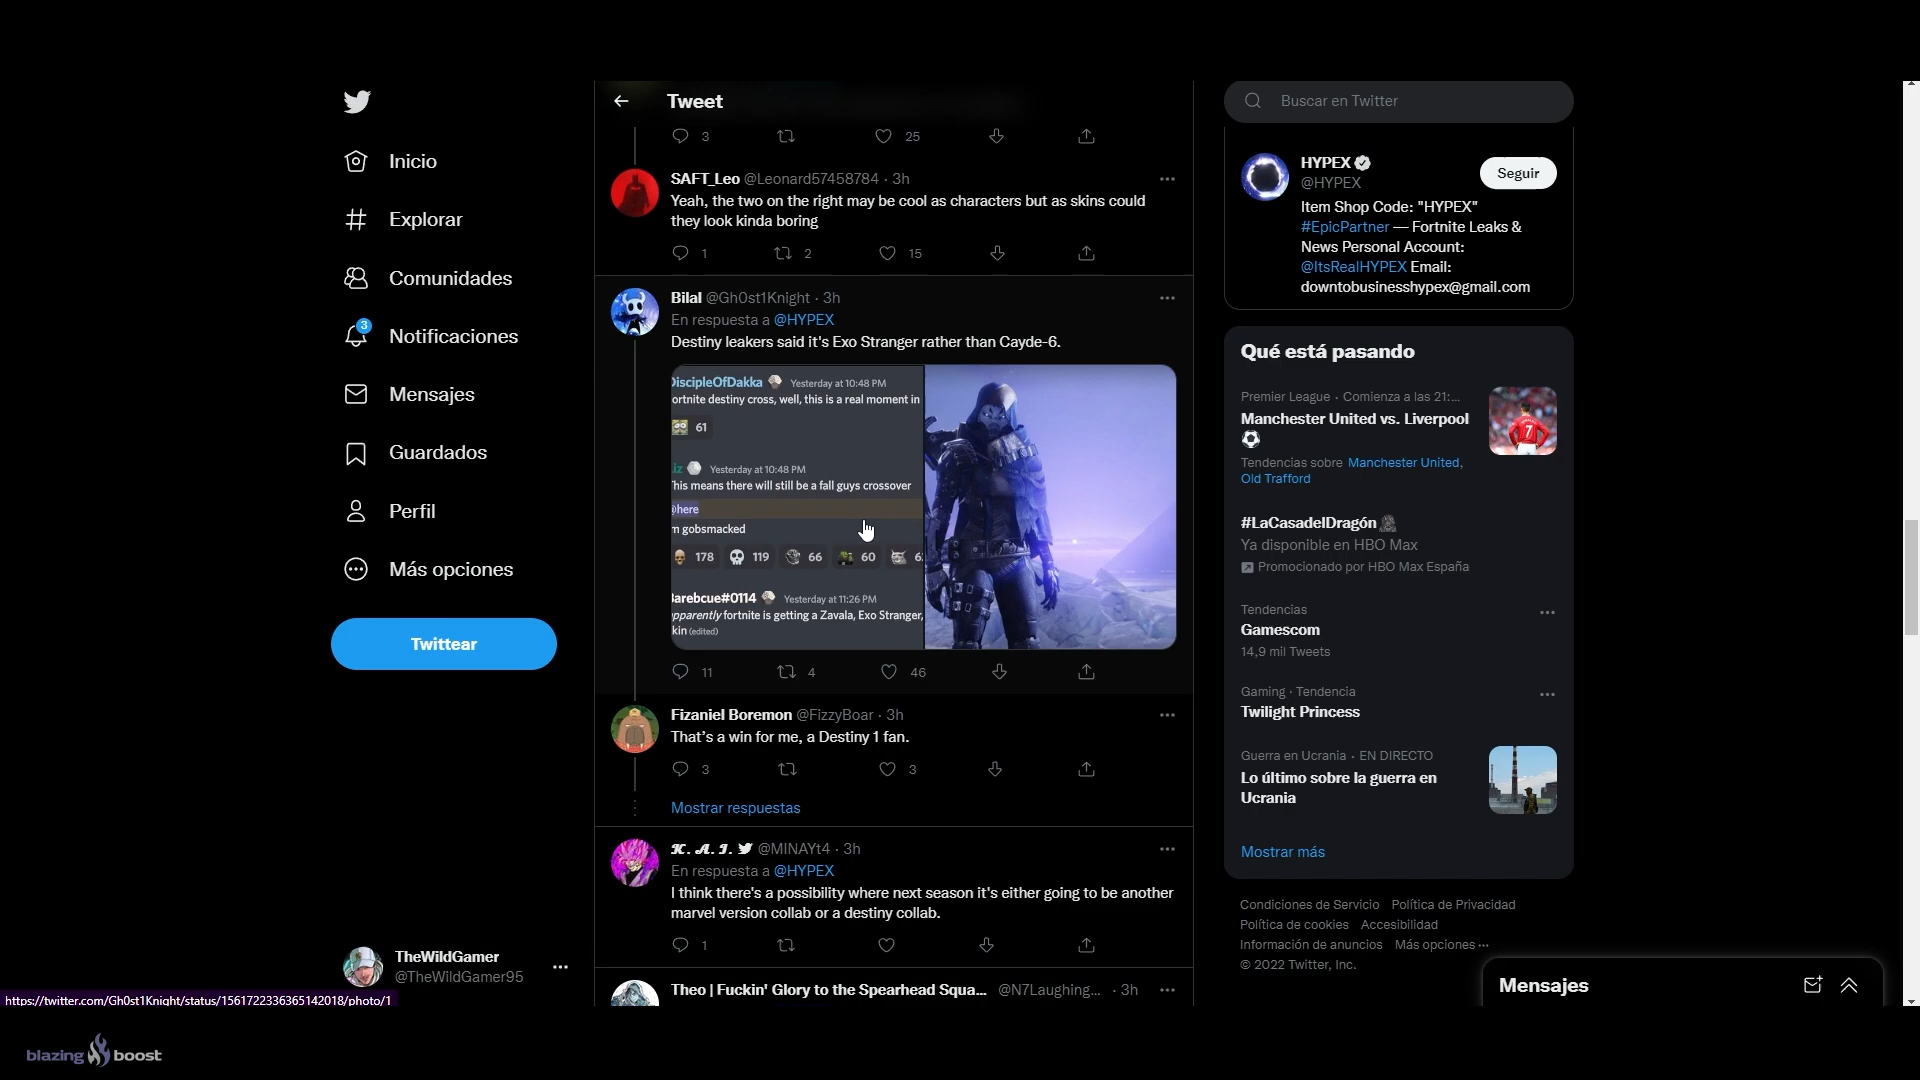 Inicio
Explorar
Comunidades
3
Notificaciones
Mensajes
Guardados
Perfil
Más opciones
Twittear
TheWildGamer
@TheWildGamer95
https://twitter.com/Gh0st1Knight/status/1561722336365142018/photo/1
blazing boost
Tweet
3 25
SAFT_Leo @Leonard57458784 · 3h
Yeah, the two on the right may be cool as characters but as skins could
they look kinda boring
1 2 15
Bilal @Gh0st1Knight · 3h
En respuesta a @HYPEX
Destiny leakers said it's Exo Stranger rather than Cayde-6.
DiscipleOfDakka Yesterday at 10:48 PM
ortnite destiny cross, well, this is a real moment in
61
iz Yesterday at 10:48 PM
This means there will still be a fall guys crossover
@here
m gobsmacked
178 119 66 60 6
Barebcue#0114 Yesterday at 11:26 PM
apparently fortnite is getting a Zavala, Exo Stranger,
kin (edited)
11 4 46
Fizaniel Boremon @FizzyBoar · 3h
That's a win for me, a Destiny 1 fan.
3 3
Mostrar respuestas
K. A. I. @MINAYt4 · 3h
En respuesta a @HYPEX
I think there's a possibility where next season it's either going to be another
marvel version collab or a destiny collab.
1
Theo | Fuckin' Glory to the Spearhead Squa... @N7Laughing... · 3h
Buscar en Twitter
HYPEX
@HYPEX
Seguir
Item Shop Code: "HYPEX"
#EpicPartner — Fortnite Leaks &
News Personal Account:
@ItsRealHYPEX Email:
downtobusinesshypex@gmail.com
Qué está pasando
Premier League · Comienza a las 21:...
Manchester United vs. Liverpool
Tendencias sobre Manchester United,
Old Trafford
#LaCasadelDragón
Ya disponible en HBO Max
Promocionado por HBO Max España
Tendencias
Gamescom
14,9 mil Tweets
Gaming · Tendencia
Twilight Princess
Guerra en Ucrania · EN DIRECTO
Lo último sobre la guerra en
Ucrania
Mostrar más
Condiciones de Servicio Política de Privacidad
Política de cookies Accesibilidad
Información de anuncios Más opciones ···
© 2022 Twitter, Inc.
Mensajes